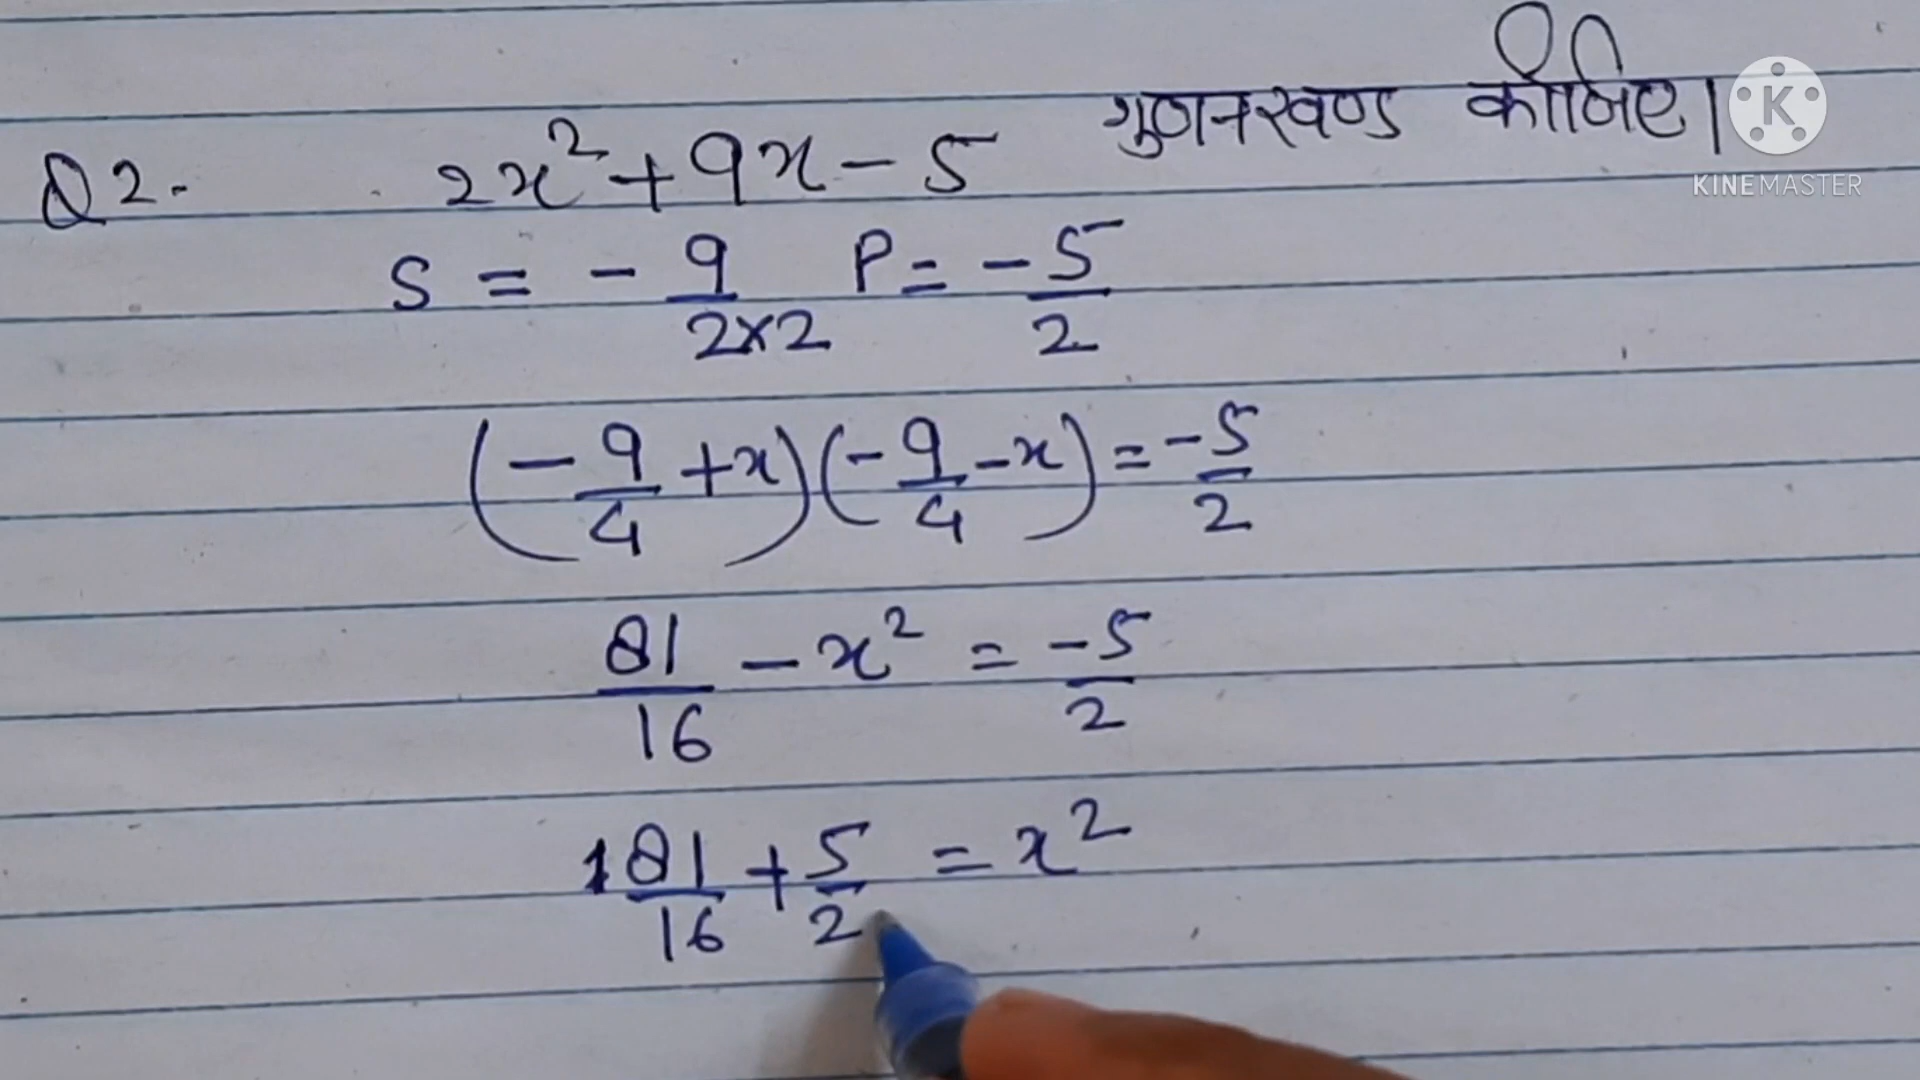 Q2. 2x² + 9x - 5 गुणनखण्ड कीजिए।
KINEMASTER
S = - 9/2×2 P = - 5/2
(- 9/4 + x) (- 9/4 - x) = -5/2
81/16 - x² = -5/2
181/16 + 5/2 = x²